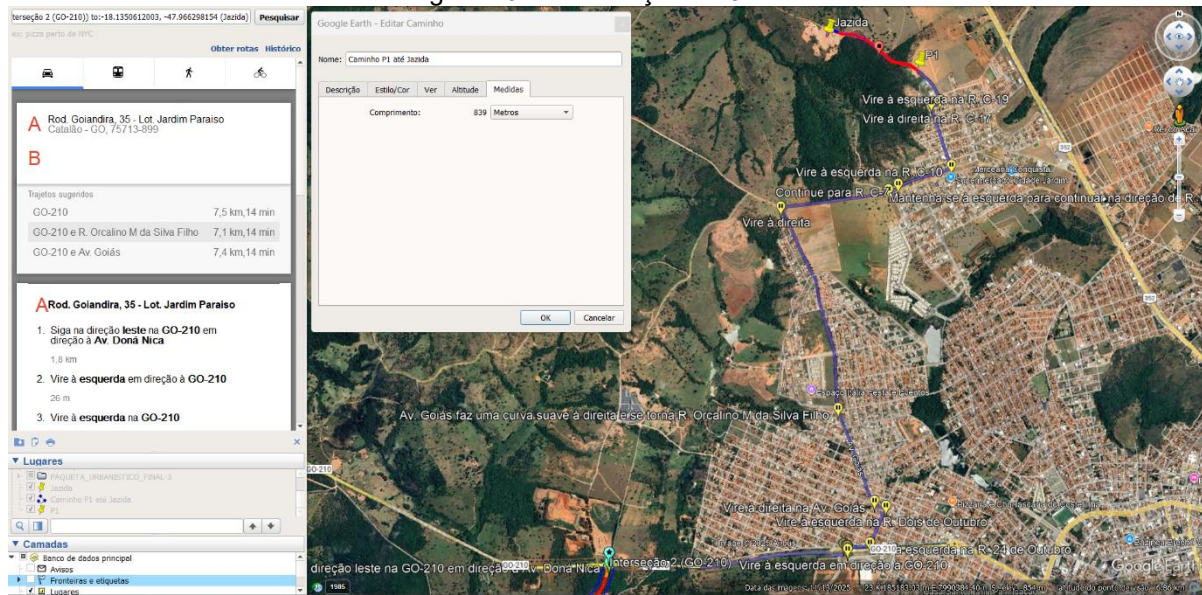 terseção 2 (GO-210)) to:-18.1350612003, -47.966298154 (Jazida)
Pesquisar
ex: pizza perto de NYC
Obter rotas Histórico
A Rod. Goiandira, 35 - Lot. Jardim Paraiso
Catalão - GO, 75713-899
B
Trajetos sugeridos
GO-210 7,5 km,14 min
GO-210 e R. Orcalino M da Silva Filho 7,1 km,14 min
GO-210 e Av. Goiás 7,4 km,14 min
A Rod. Goiandira, 35 - Lot. Jardim Paraiso
1. Siga na direção leste na GO-210 em
direção à Av. Doná Nica
1,8 km
2. Vire à esquerda em direção à GO-210
26 m
3. Vire à esquerda na GO-210
Lugares
PAQUETA_URBANISTICO_FINAL-3
Jazida
Caminho P1 até Jazida
P1
Camadas
Banco de dados principal
Avisos
Fronteiras e etiquetas
Lugares
Google Earth - Editar Caminho
Nome: Caminho P1 até Jazida
Descrição Estilo/Cor Ver Altitude Medidas
Comprimento: 839 Metros
OK Cancelar
Jazida
P1
Vire à esquerda na R. C-19
Vire à direita na R. C-17
352
Vire à esquerda na R. C-10
Mercearia Conquista
Continue para R. C-7
Mantenha-se à esquerda para continuar na direção de R.
Vire à direita
352
Av. Goiás faz uma curva suave à direita e se torna R. Orcalino M da Silva Filho
GO-210
Vire à direita na Av. Goiás
Vire à esquerda na R. Dois de Outubro
GO-210
à esquerda na R. 24 de Outubro
direção leste na GO-210 em direção à Av. Doná Nica
GO-210
Interseção 2 (GO-210)
Vire à esquerda em direção à GO-210
Google Earth
1985